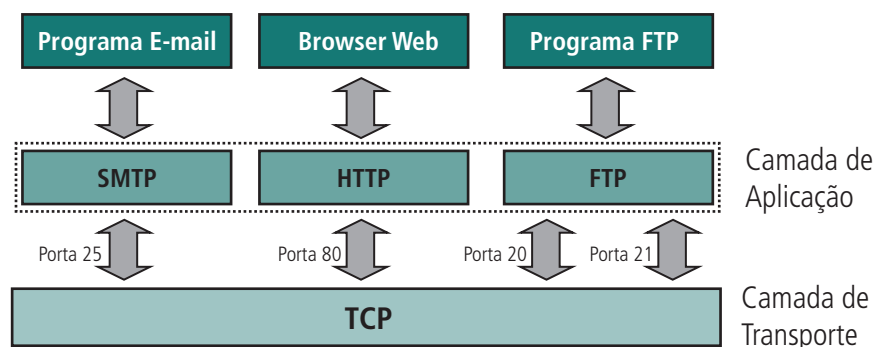 Programa E-mail
Browser Web
Programa FTP
SMTP
HTTP
FTP
Camada de
Aplicação
Porta 25
Porta 80
Porta 20
Porta 21
TCP
Camada de
Transporte